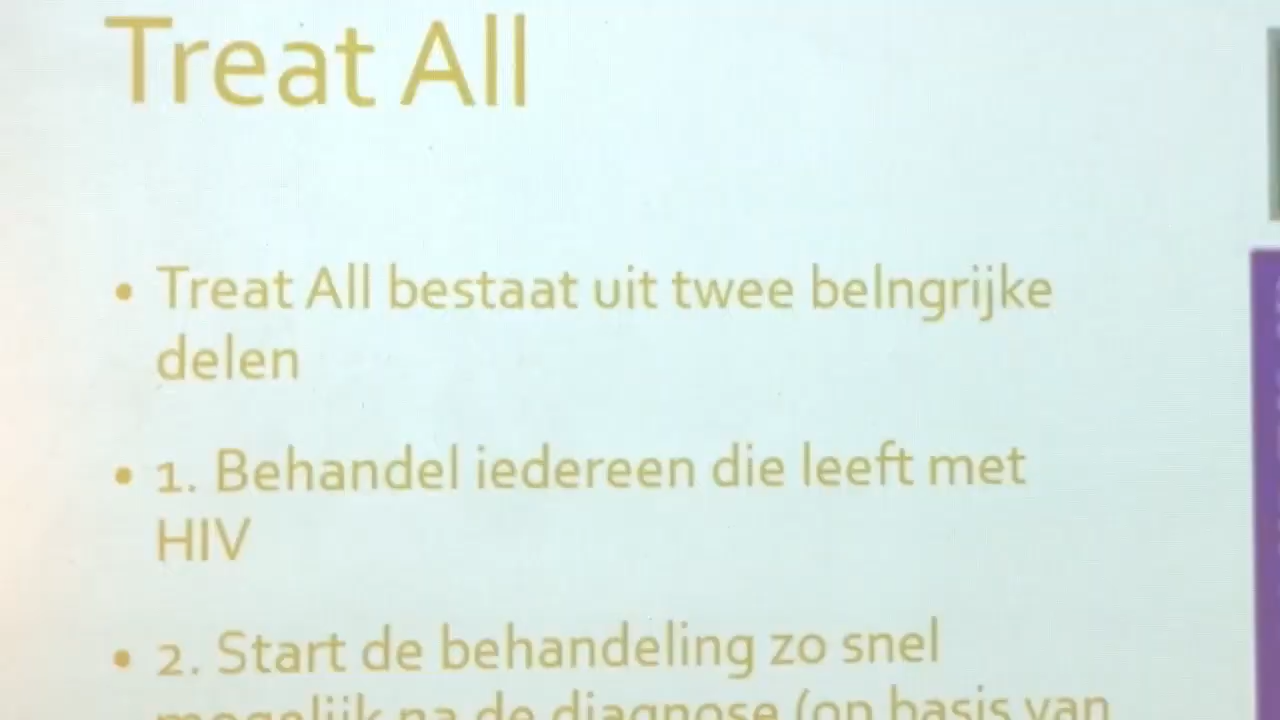 Treat All
• Treat All bestaat uit twee belngrijke
delen
• 1. Behandel iedereen die leeft met
HIV
• 2. Start de behandeling zo snel
mogelijk na de diagnose (op basis van